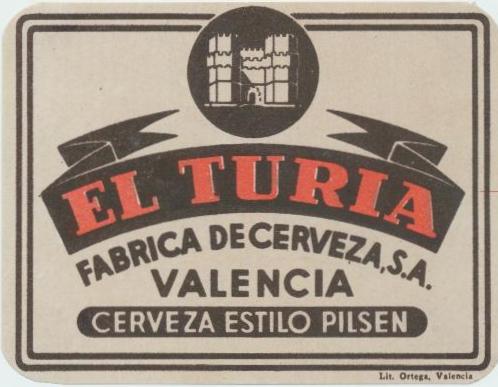 EL TURIA
FABRICA DE CERVEZA, S.A.
VALENCIA
CERVEZA ESTILO PILSEN
Lit. Ortega, Valencia